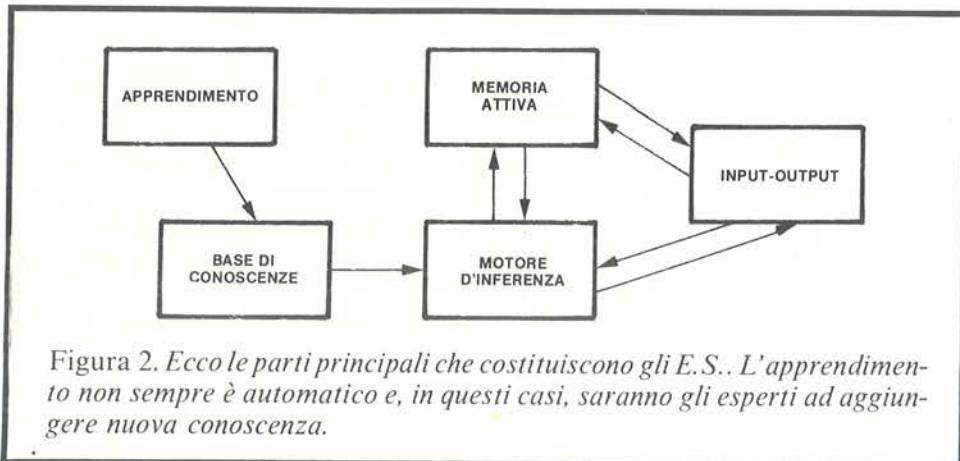 APPRENDIMENTO
MEMORIA
ATTIVA
INPUT-OUTPUT
BASE DI
CONOSCENZE
MOTORE
D'INFERENZA
Figura 2. Ecco le parti principali che costituiscono gli E.S.. L'apprendimen-
to non sempre è automatico e, in questi casi, saranno gli esperti ad aggiun-
gere nuova conoscenza.